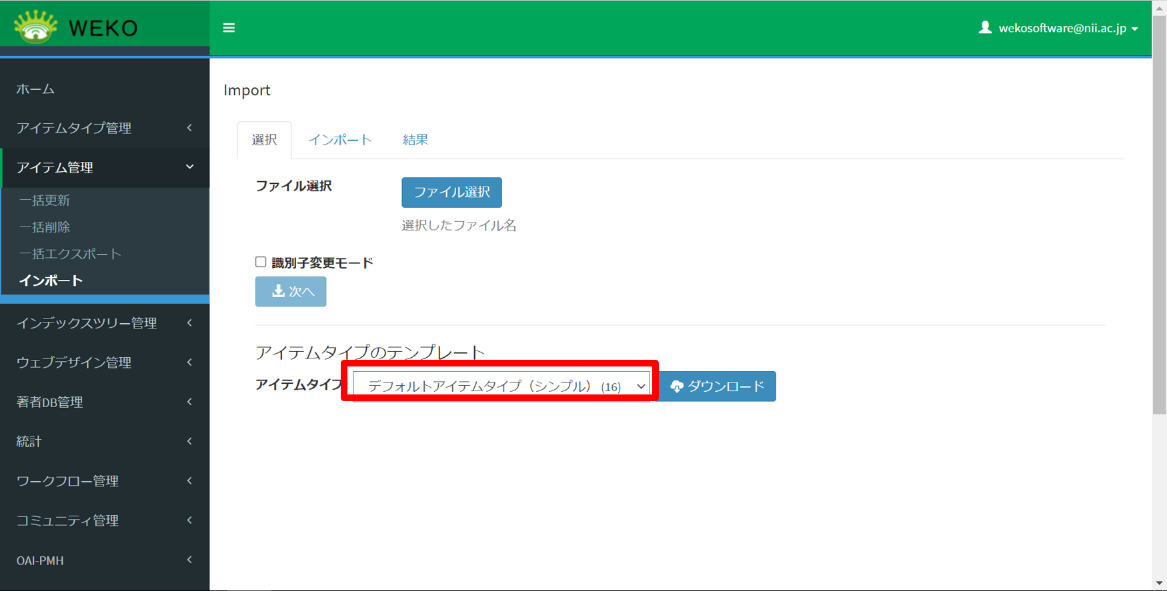 WEKO
wekosoftware@nii.ac.jp
ホーム
アイテムタイプ管理
アイテム管理
一括更新
一括削除
一括エクスポート
インポート
インデックスツリー管理
ウェブデザイン管理
著者DB管理
統計
ワークフロー管理
コミュニティ管理
OAI-PMH
Import
選択 インポート 結果
ファイル選択 ファイル選択
選択したファイル名
識別子変更モード
次へ
アイテムタイプのテンプレート
アイテムタイプ デフォルトアイテムタイプ（シンプル） (16) ダウンロード